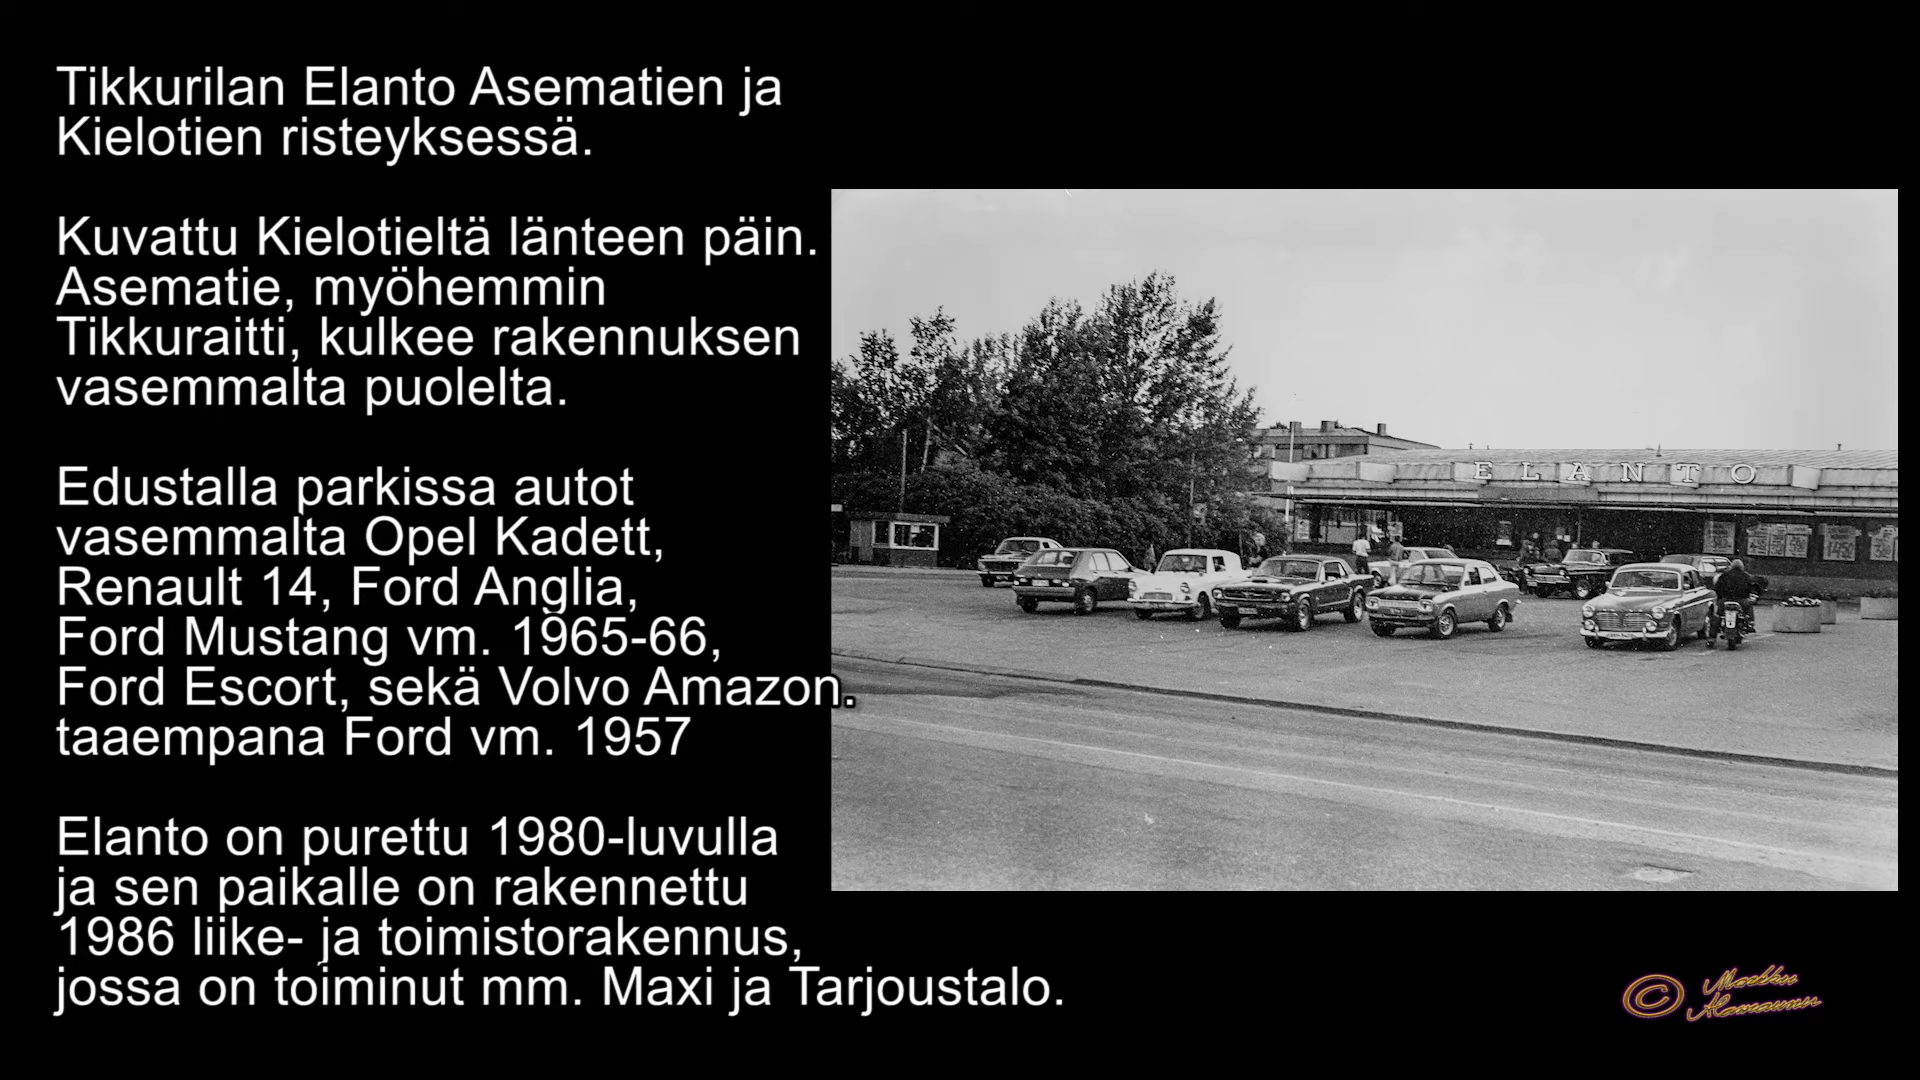 Tikkurilan Elanto Asematien ja
Kielotien risteyksessä.
Kuvattu Kielotieltä länteen päin.
Asematie, myöhemmin
Tikkuraitti, kulkee rakennuksen
vasemmalta puolelta.
Edustalla parkissa autot
vasemmalta Opel Kadett,
Renault 14, Ford Anglia,
Ford Mustang vm. 1965-66,
Ford Escort, sekä Volvo Amazon.
taaempana Ford vm. 1957
Elanto on purettu 1980-luvulla
ja sen paikalle on rakennettu
1986 liike- ja toimistorakennus,
jossa on toiminut mm. Maxi ja Tarjoustalo.
ELANTO
© Markku